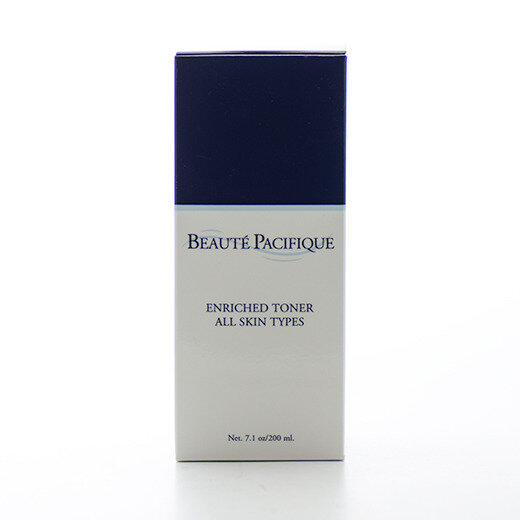 BEAUTÉ PACIFIQUE
ENRICHED TONER
ALL SKIN TYPES
Net. 7.1 oz/200 ml.